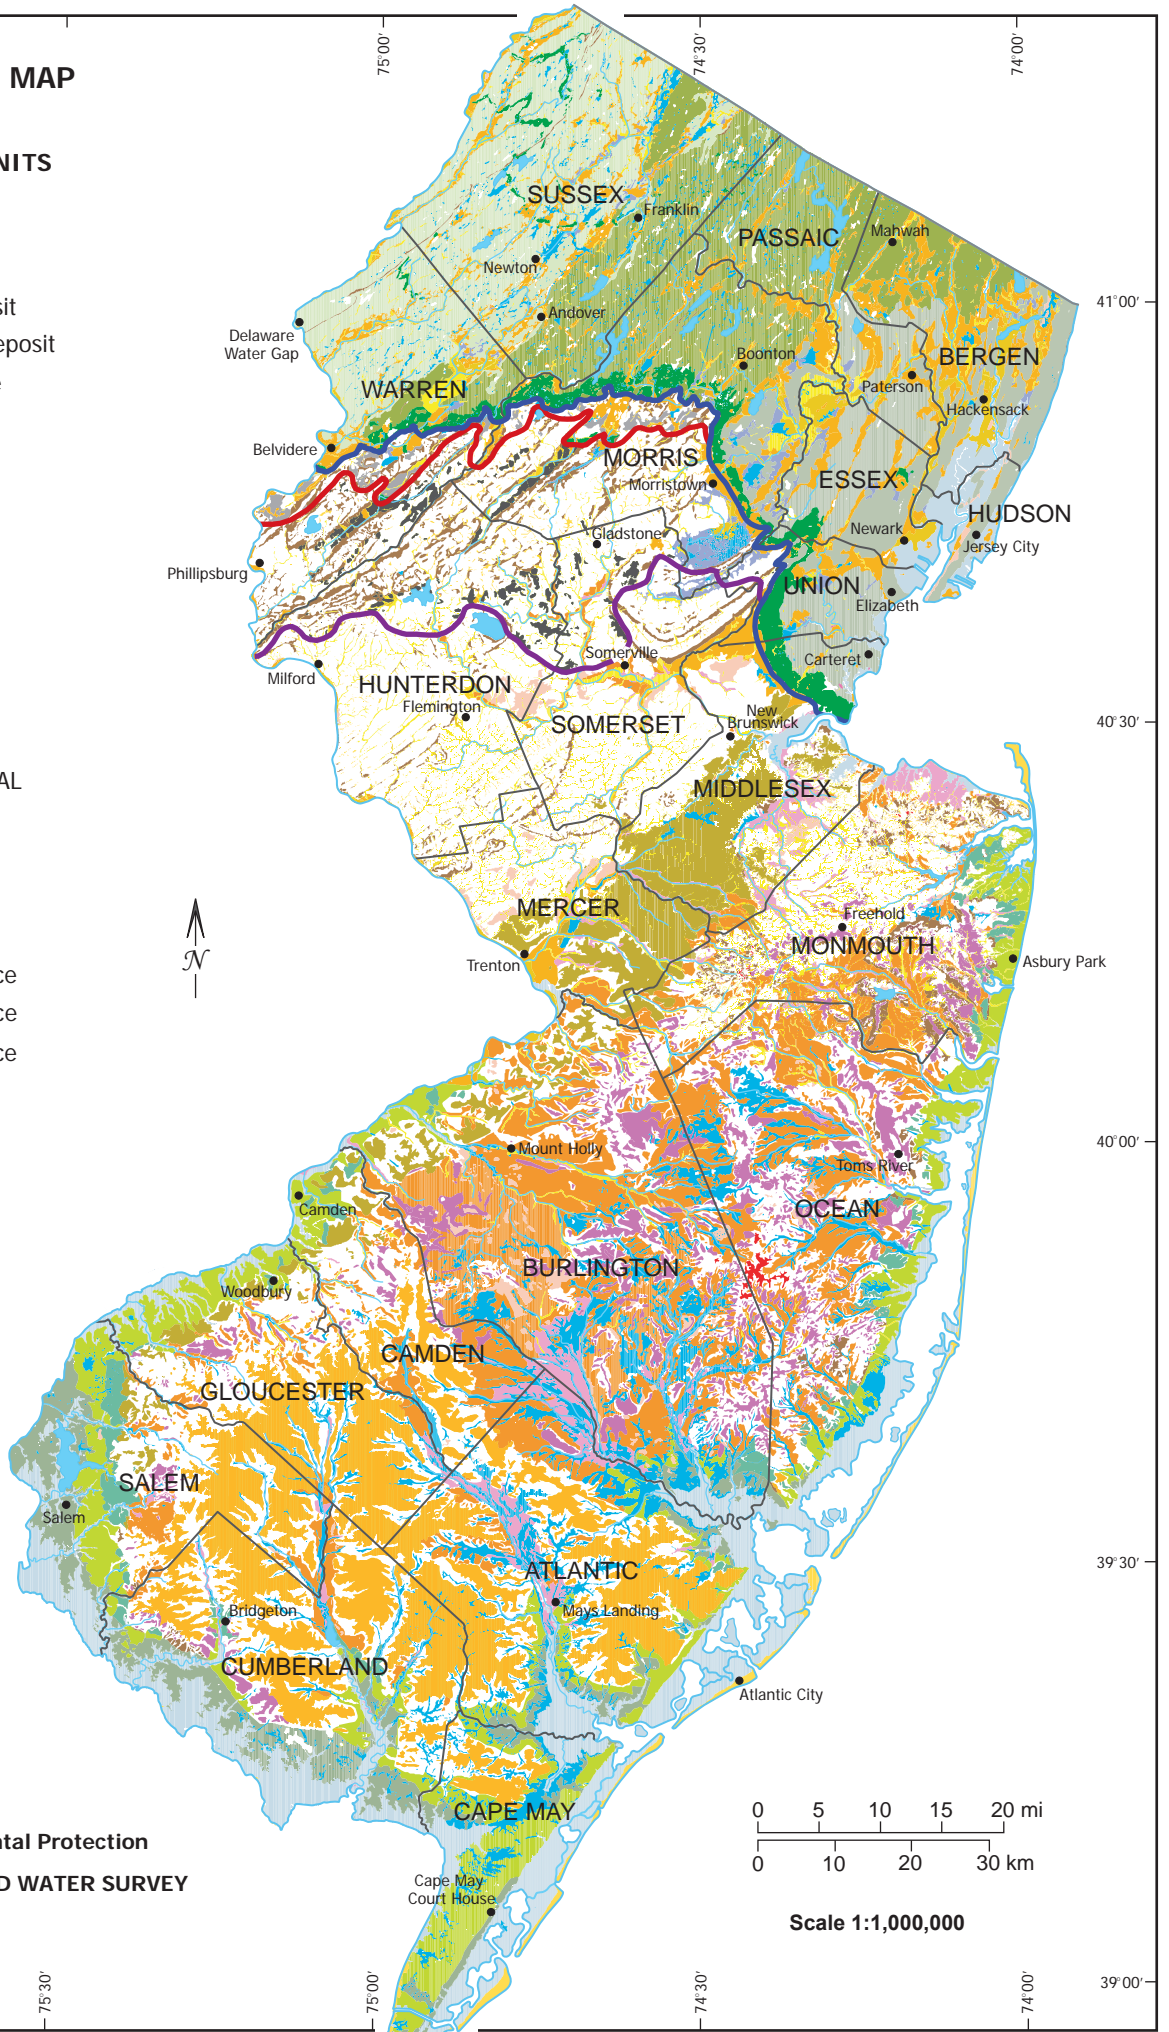 75°00′
74°30′
74°00′
MAP
NITS
SUSSEX
Franklin
PASSAIC
Mahwah
Newton
41°00′
sit
Andover
Delaware
Water Gap
eposit
Boonton
BERGEN
Paterson
WARREN
Hackensack
Belvidere
MORRIS
Morristown
ESSEX
HUDSON
Newark
Gladstone
Jersey City
Phillipsburg
UNION
Elizabeth
Somerville
Carteret
Milford
HUNTERDON
Flemington
New
Brunswick
SOMERSET
40°30′
AL
MIDDLESEX
MERCER
Freehold
N
MONMOUTH
Trenton
Asbury Park
ce
ce
ce
40°00′
Mount Holly
Toms River
Camden
OCEAN
BURLINGTON
Woodbury
CAMDEN
GLOUCESTER
SALEM
Salem
39°30′
ATLANTIC
Bridgeton
Mays Landing
CUMBERLAND
Atlantic City
CAPE MAY
0 5 10 15 20 mi
0 10 20 30 km
ntal Protection
D WATER SURVEY
Cape May
Court House
Scale 1:1,000,000
39°00′
75°30′
75°00′
74°30′
74°00′